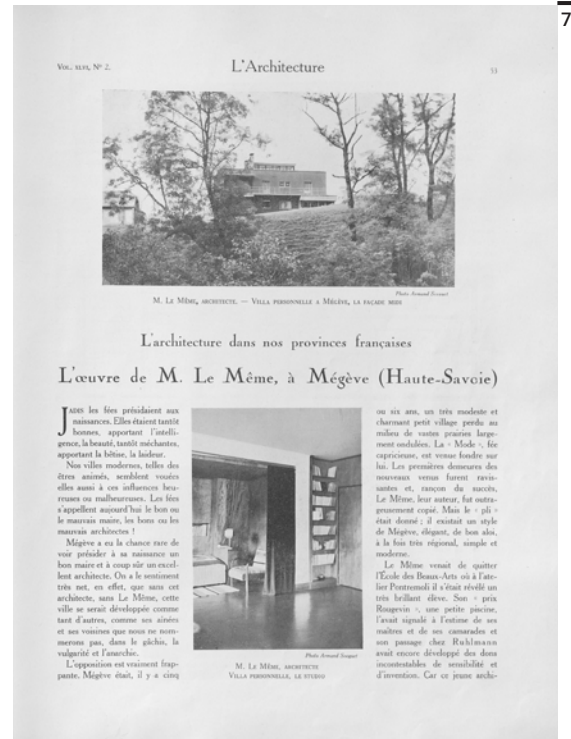 7
Vol. XLVI, N° 2.
L'Architecture
53
Photo Armand Souquet
M. Le Même, architecte. — Villa personnelle a Mégève, la façade midi
L'architecture dans nos provinces françaises
L'œuvre de M. Le Même, à Mégève (Haute-Savoie)
Jadis les fées présidaient aux
naissances. Elles étaient tantôt
bonnes, apportant l'intelli-
gence, la beauté, tantôt méchantes,
apportant la bêtise, la laideur.
Nos villes modernes, telles des
êtres animés, semblent vouées
elles aussi à ces influences heu-
reuses ou malheureuses. Les fées
s'appellent aujourd'hui le bon ou
le mauvais maire, les bons ou les
mauvais architectes !
Mégève a eu la chance rare de
voir présider à sa naissance un
bon maire et à coup sûr un excel-
lent architecte. On a le sentiment
très net, en effet, que sans cet
architecte, sans Le Même, cette
ville se serait développée comme
tant d'autres, comme ses aînées
et ses voisines que nous ne nom-
merons pas, dans le gâchis, la
vulgarité et l'anarchie.
L'opposition est vraiment frap-
pante. Mégève était, il y a cinq
Photo Armand Souquet
M. Le Même, architecte
Villa personnelle, le studio
ou six ans, un très modeste et
charmant petit village perdu au
milieu de vastes prairies large-
ment ondulées. La « Mode », fée
capricieuse, est venue fondre sur
lui. Les premières demeures des
nouveaux venus furent ravis-
santes et, rançon du succès,
Le Même, leur auteur, fut outra-
geusement copié. Mais le « pli »
était donné ; il existait un style
de Mégève, élégant, de bon aloi,
à la fois très régional, simple et
moderne.
Le Même venait de quitter
l'École des Beaux-Arts où à l'ate-
lier Pontremoli il s'était révélé un
très brillant élève. Son « prix
Rougevin », une petite piscine,
l'avait signalé à l'estime de ses
maîtres et de ses camarades et
son passage chez Ruhlmann
avait encore développé des dons
incontestables de sensibilité et
d'invention. Car ce jeune archi-